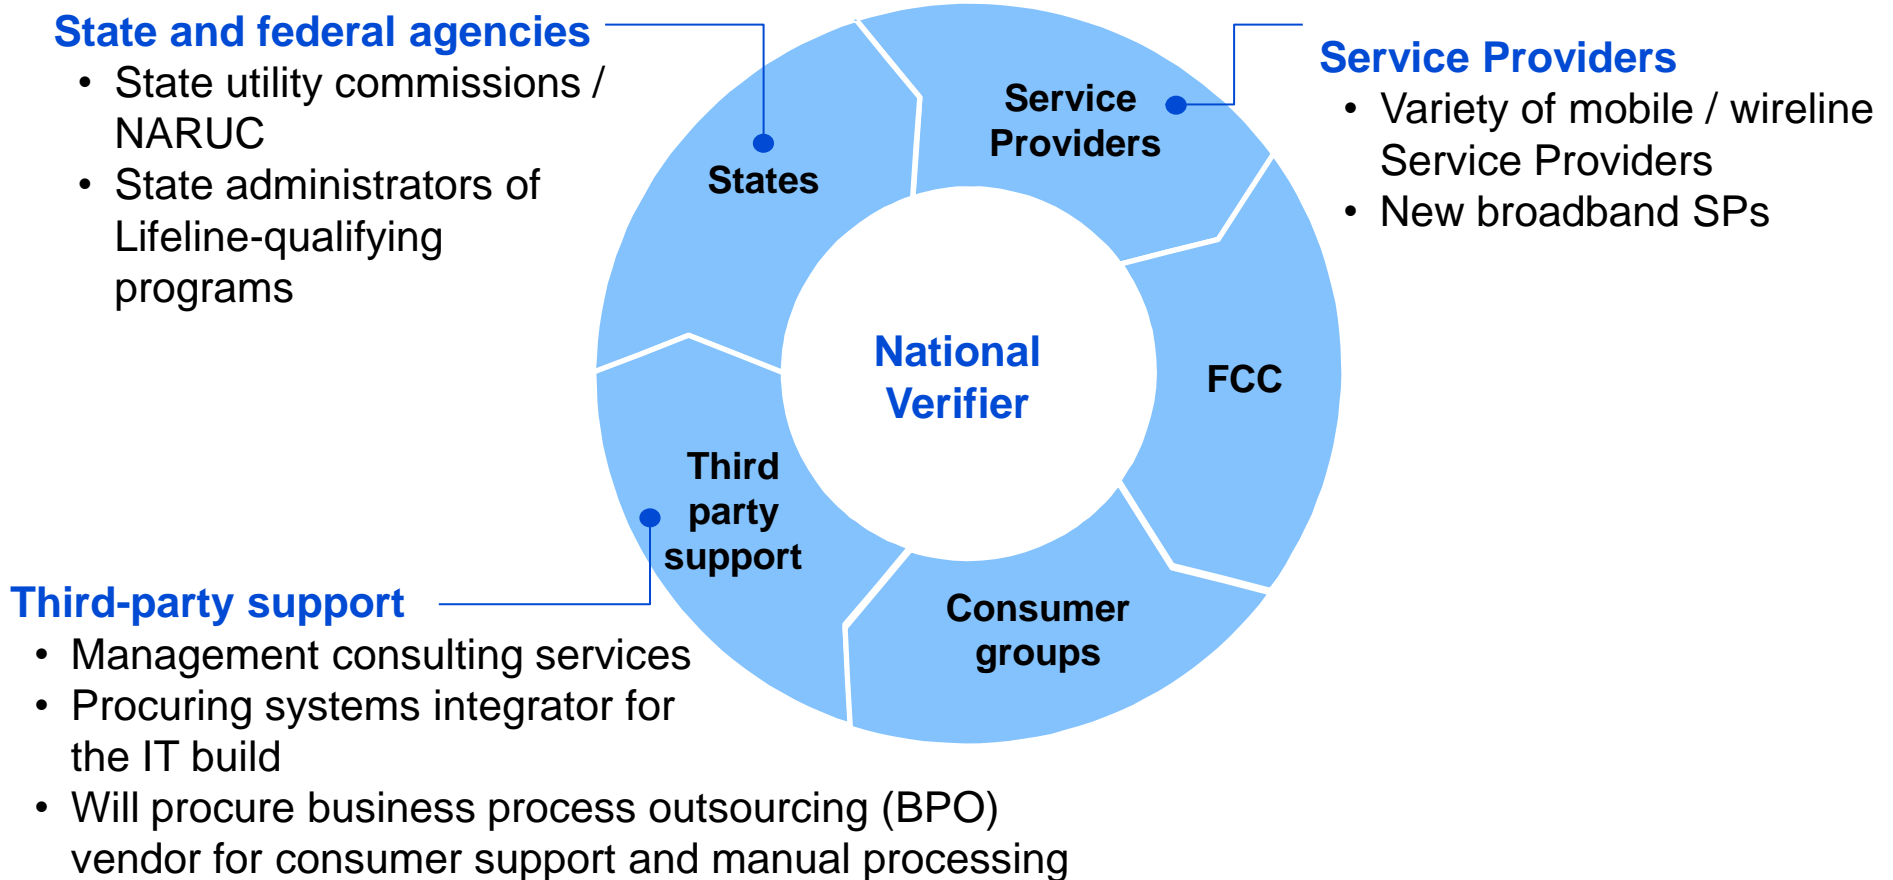 State and federal agencies
• State utility commissions /
NARUC
• State administrators of
Lifeline-qualifying
programs
Service Providers
• Variety of mobile / wireline
Service Providers
• New broadband SPs
Service
Providers
States
National
Verifier
FCC
Third
party
support
Consumer
groups
Third-party support
• Management consulting services
• Procuring systems integrator for
the IT build
• Will procure business process outsourcing (BPO)
vendor for consumer support and manual processing